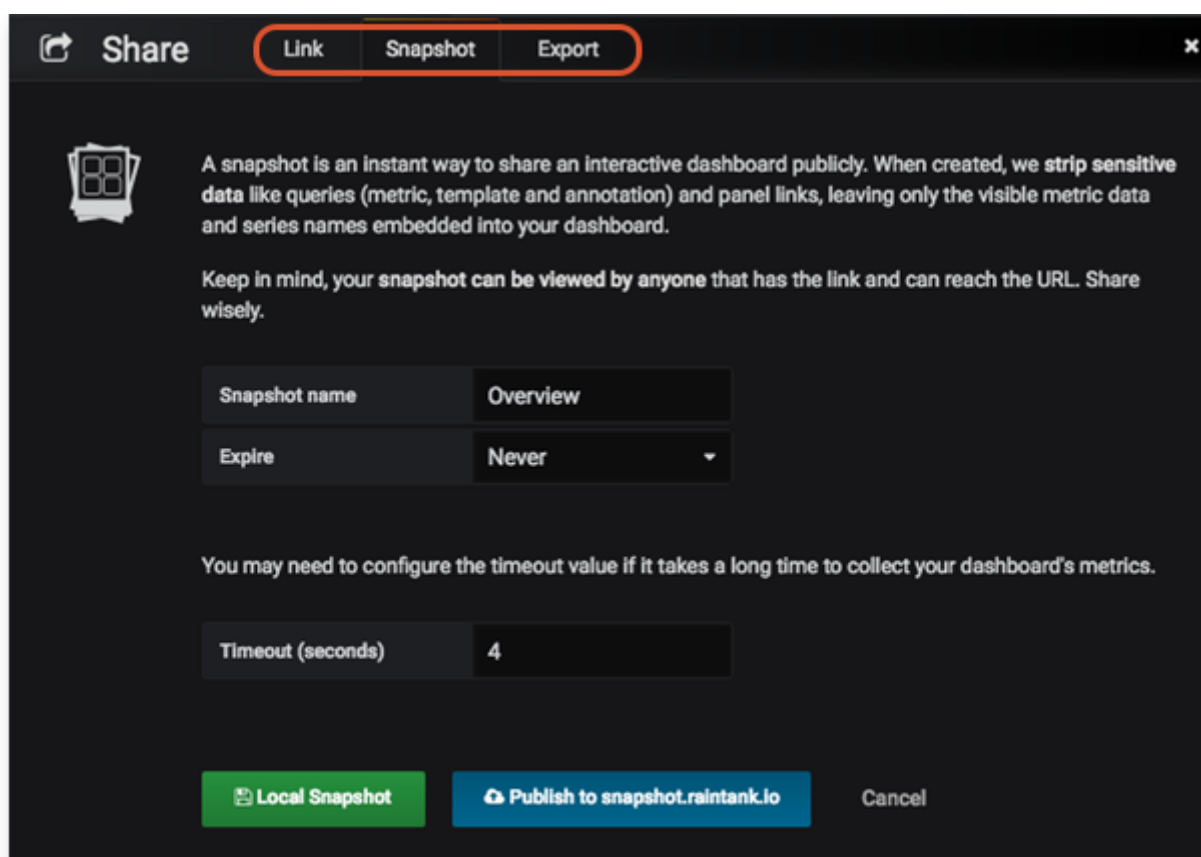 Share Link Snapshot Export
A snapshot is an instant way to share an interactive dashboard publicly. When created, we strip sensitive
data like queries (metric, template and annotation) and panel links, leaving only the visible metric data
and series names embedded into your dashboard.
Keep in mind, your snapshot can be viewed by anyone that has the link and can reach the URL. Share
wisely.
Snapshot name Overview
Expire Never
You may need to configure the timeout value if it takes a long time to collect your dashboard's metrics.
Timeout (seconds) 4
Local Snapshot Publish to snapshot.raintank.io Cancel